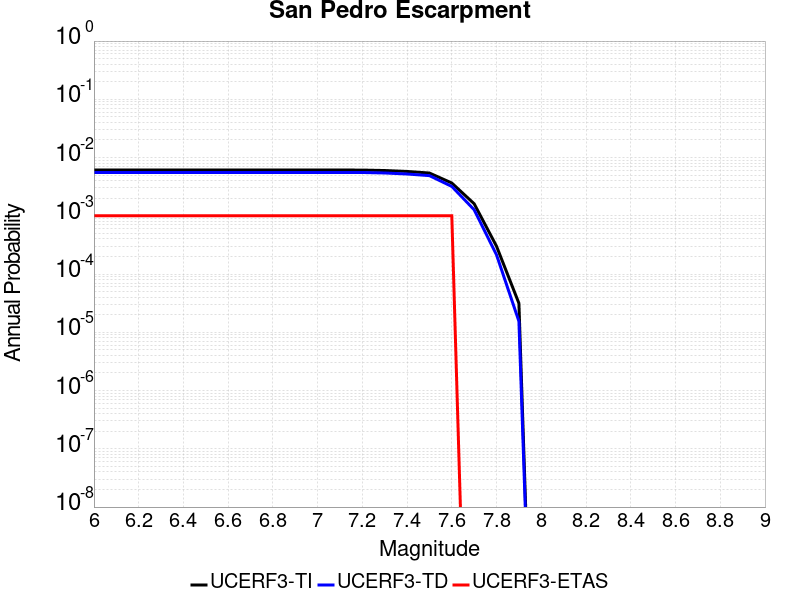 San Pedro Escarpment
10^0
10^-1
10^-2
10^-3
10^-4
10^-5
10^-6
10^-7
10^-8
Annual Probability
6 6.2 6.4 6.6 6.8 7 7.2 7.4 7.6 7.8 8 8.2 8.4 8.6 8.8 9
Magnitude
UCERF3-TI UCERF3-TD UCERF3-ETAS